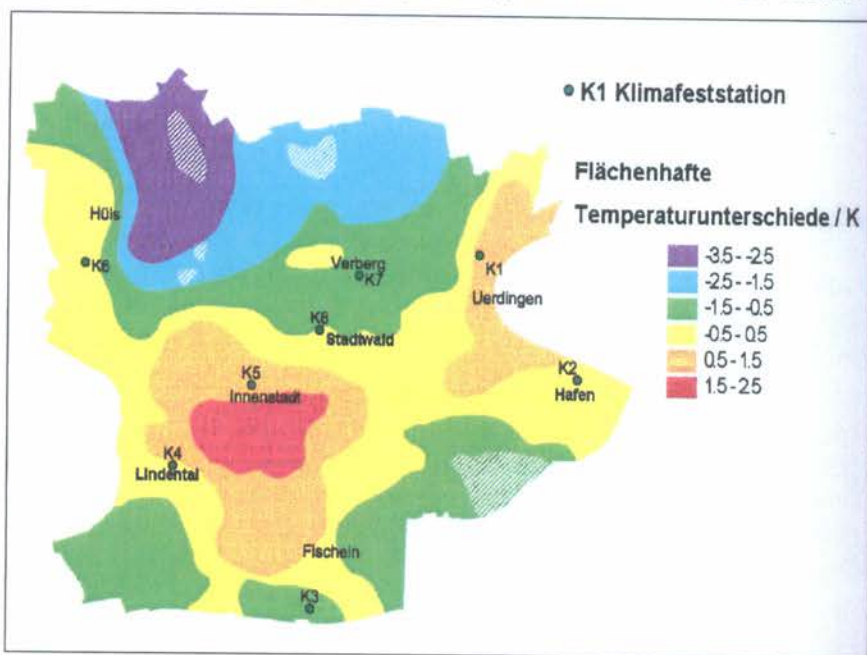 K1 Klimafeststation
Flächenhafte
Temperaturunterschiede / K
-3.5 - -2.5
-2.5 - -1.5
-1.5 - -0.5
-0.5 - 0.5
0.5 - 1.5
1.5 - 2.5
Hüls
K6
Verberg
K7
K1
Uerdingen
K8
Stadtwald
K2
Hafen
K5
Innenstadt
K4
Lindental
Fischeln
K3